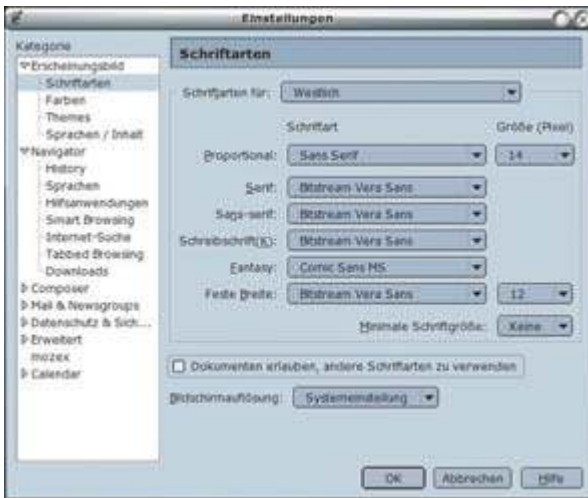 Einstellungen
Kategorie
Erscheinungsbild
Schriftarten
Farben
Themes
Sprachen / Inhalt
Navigator
History
Sprachen
Hilfsanwendungen
Smart Browsing
Internet-Suche
Tabbed Browsing
Downloads
Composer
Mail & Newsgroups
Datenschutz & Sich...
Erweitert
mozex
Calendar
Schriftarten
Schriftarten für: Westlich
Schriftart Größe (Pixel)
Proportional: Sans Serif 14
Serif: Bitstream Vera Sans
Sans-serif: Bitstream Vera Sans
Schreibschrift(K): Bitstream Vera Sans
Fantasy: Comic Sans MS
Feste Breite: Bitstream Vera Sans 12
Minimale Schriftgröße: Keine
Dokumenten erlauben, andere Schriftarten zu verwenden
Bildschirmauflösung: Systemeinstellung
OK Abbrechen Hilfe